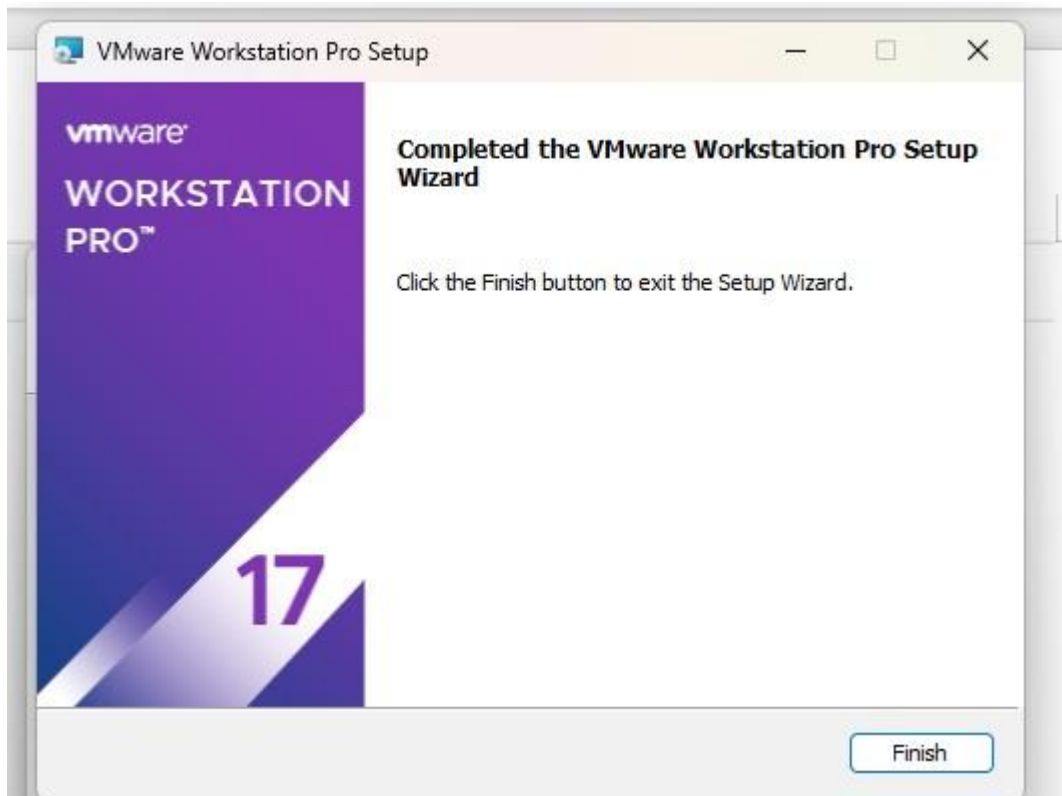 VMware Workstation Pro Setup
vmware
WORKSTATION
PRO™
Completed the VMware Workstation Pro Setup
Wizard
Click the Finish button to exit the Setup Wizard.
17
Finish